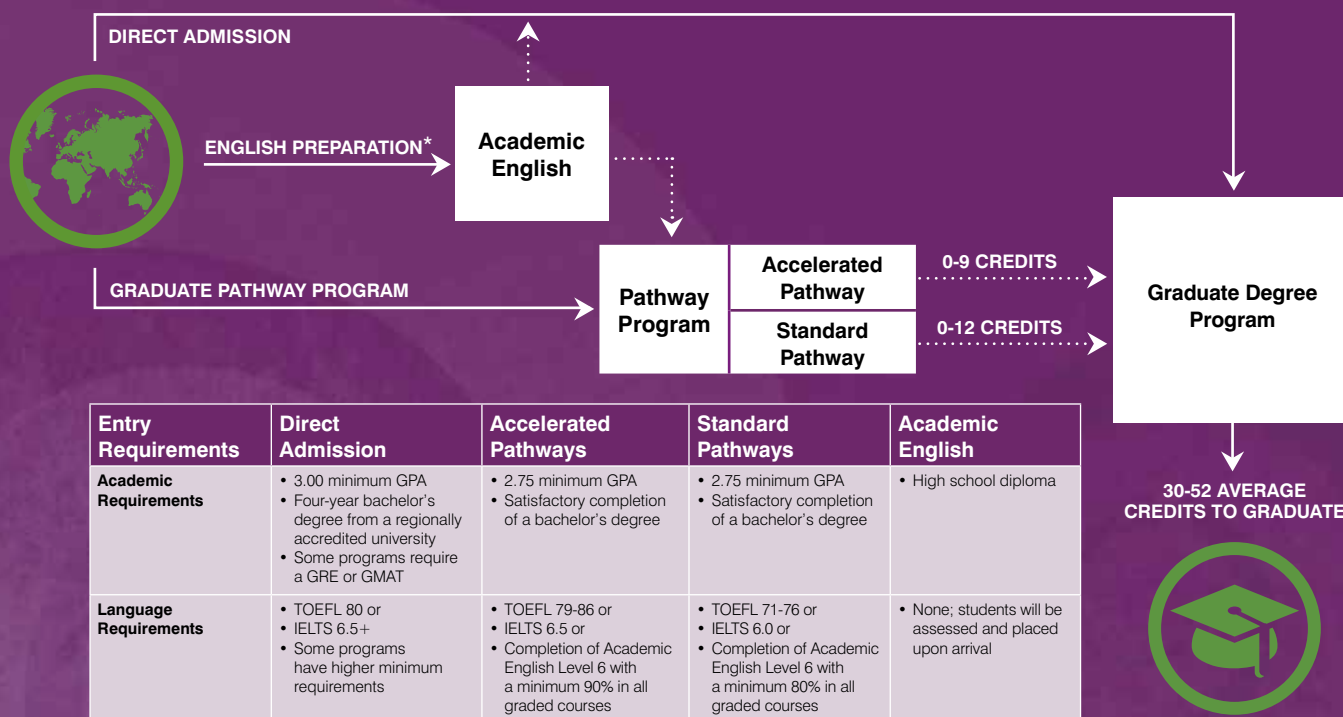 DIRECT ADMISSION
ENGLISH PREPARATION*
Academic
English
GRADUATE PATHWAY PROGRAM
Pathway
Program
Accelerated
Pathway
Standard
Pathway
0-9 CREDITS
0-12 CREDITS
Graduate Degree
Program
30-52 AVERAGE
CREDITS TO GRADUATE
Entry
Requirements
Direct
Admission
Accelerated
Pathways
Standard
Pathways
Academic
English
Academic
Requirements
• 3.00 minimum GPA
• Four-year bachelor's
degree from a regionally
accredited university
• Some programs require
a GRE or GMAT
• 2.75 minimum GPA
• Satisfactory completion
of a bachelor's degree
• 2.75 minimum GPA
• Satisfactory completion
of a bachelor's degree
• High school diploma
Language
Requirements
• TOEFL 80 or
• IELTS 6.5+
• Some programs
have higher minimum
requirements
• TOEFL 79-86 or
• IELTS 6.5 or
• Completion of Academic
English Level 6 with
a minimum 90% in all
graded courses
• TOEFL 71-76 or
• IELTS 6.0 or
• Completion of Academic
English Level 6 with
a minimum 80% in all
graded courses
• None; students will be
assessed and placed
upon arrival